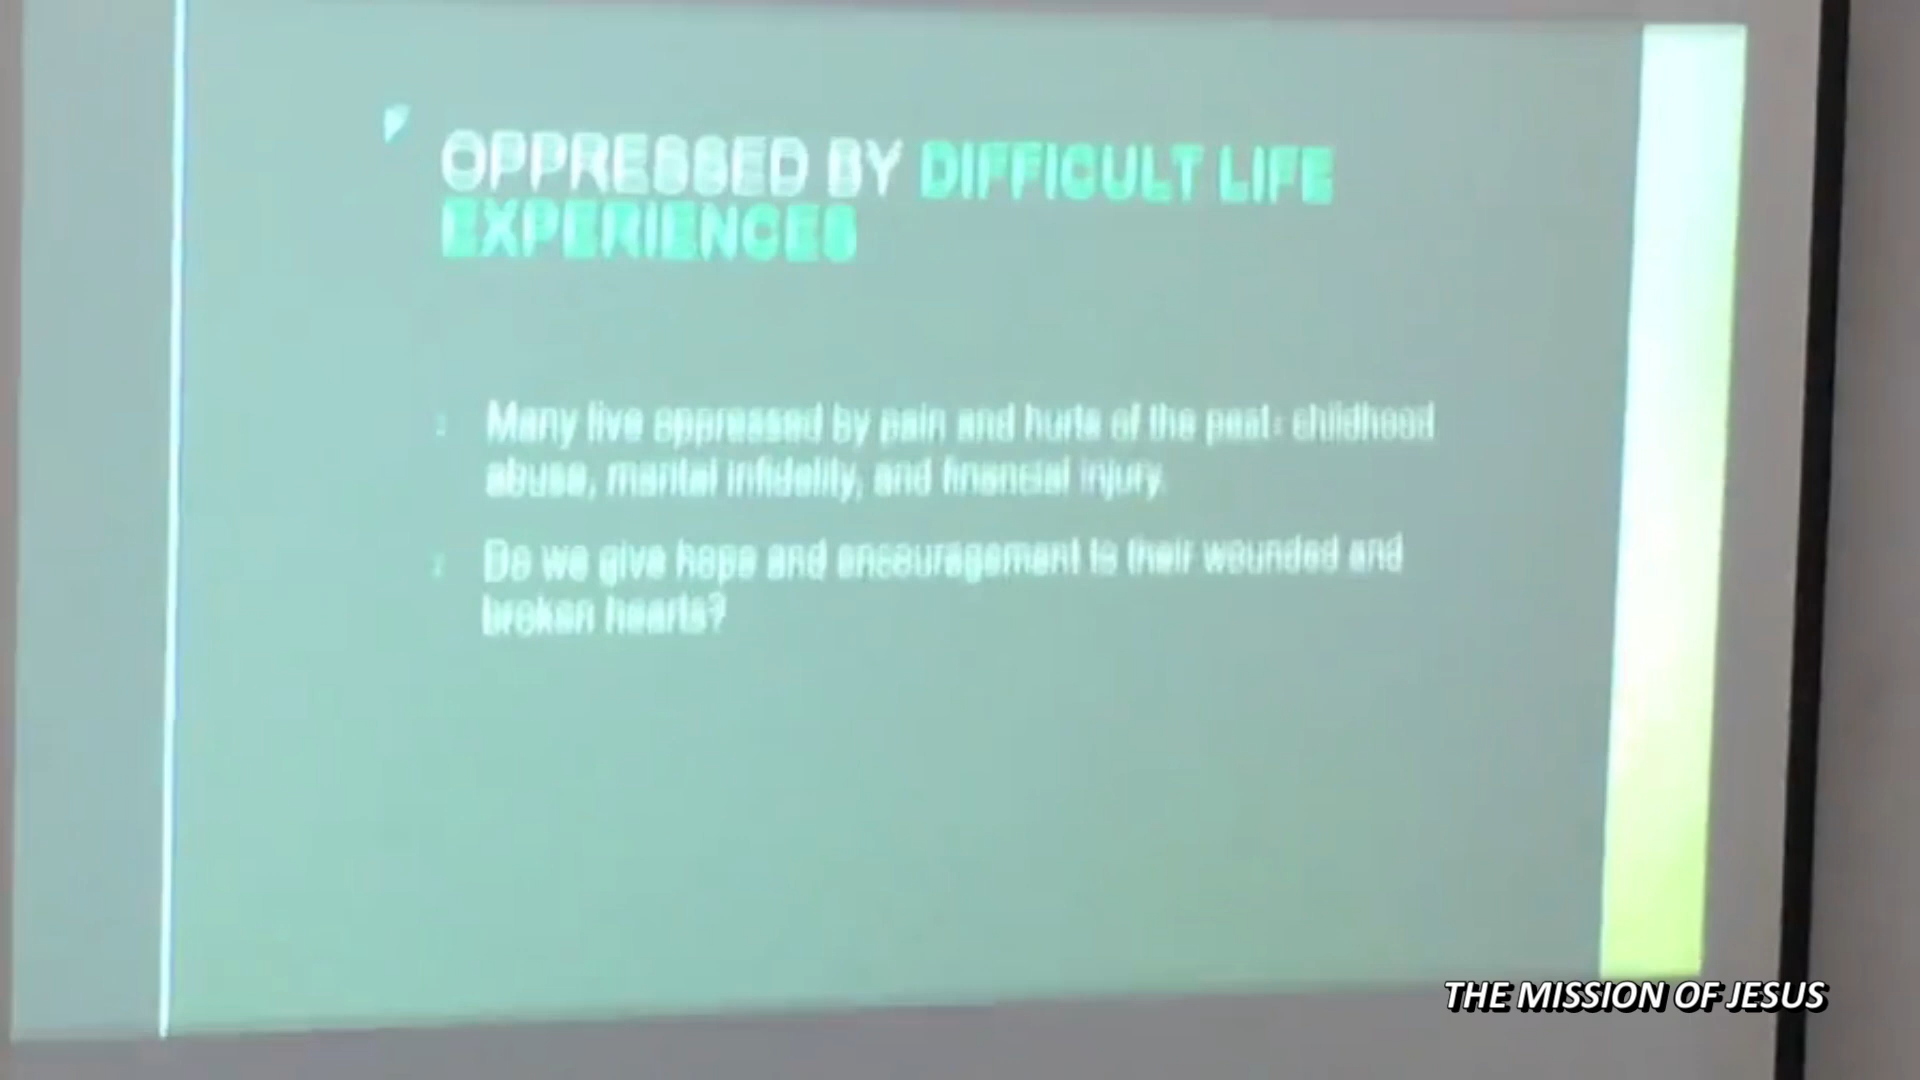 OPPRESSED BY DIFFICULT LIFE
EXPERIENCES
Many live oppressed by pain and hurts of the past: childhood
abuse, marital infidelity, and financial injury.
Do we give hope and encouragement to their wounded and
broken hearts?
THE MISSION OF JESUS